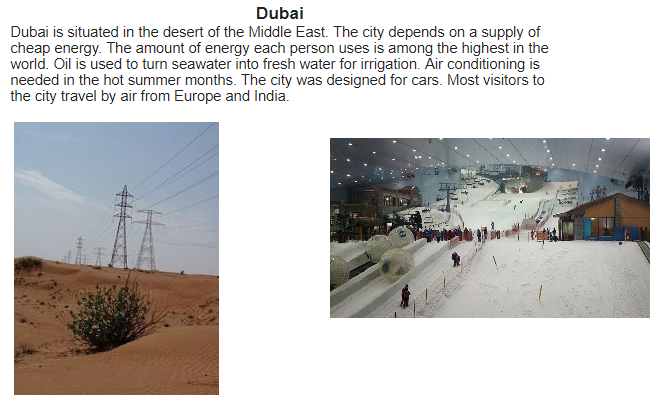 Dubai
Dubai is situated in the desert of the Middle East. The city depends on a supply of
cheap energy. The amount of energy each person uses is among the highest in the
world. Oil is used to turn seawater into fresh water for irrigation. Air conditioning is
needed in the hot summer months. The city was designed for cars. Most visitors to
the city travel by air from Europe and India.